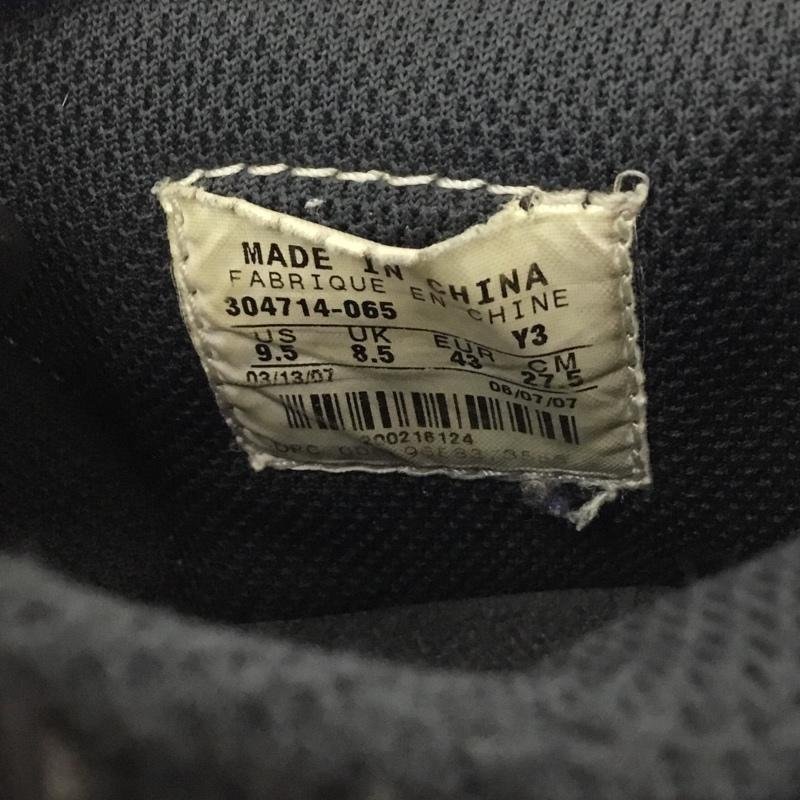 MADE IN CHINA
FABRIQUE EN CHINE
304714-065 Y3
US UK EUR CM
9.5 8.5 43 27.5
03/13/07 06/07/07
200216124